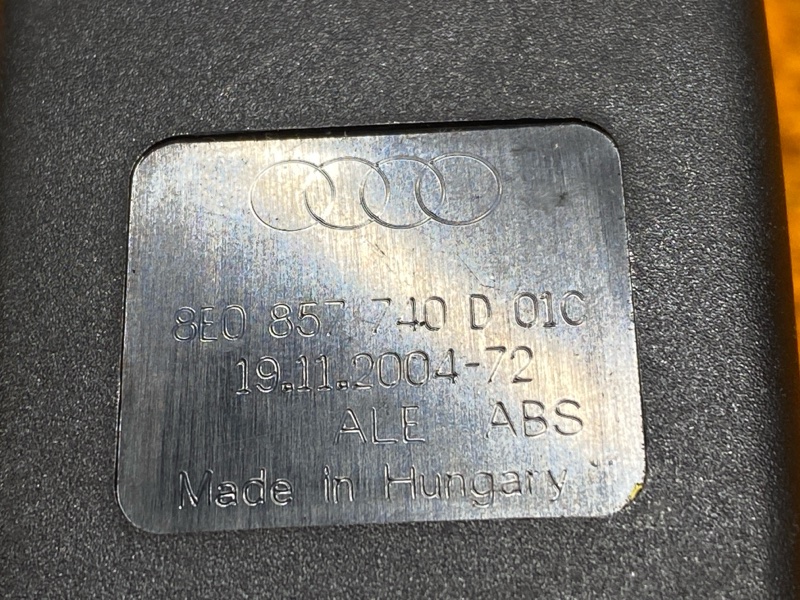 8E0 857 740 D 01C
19.11.2004-72
ALE ABS
Made in Hungary